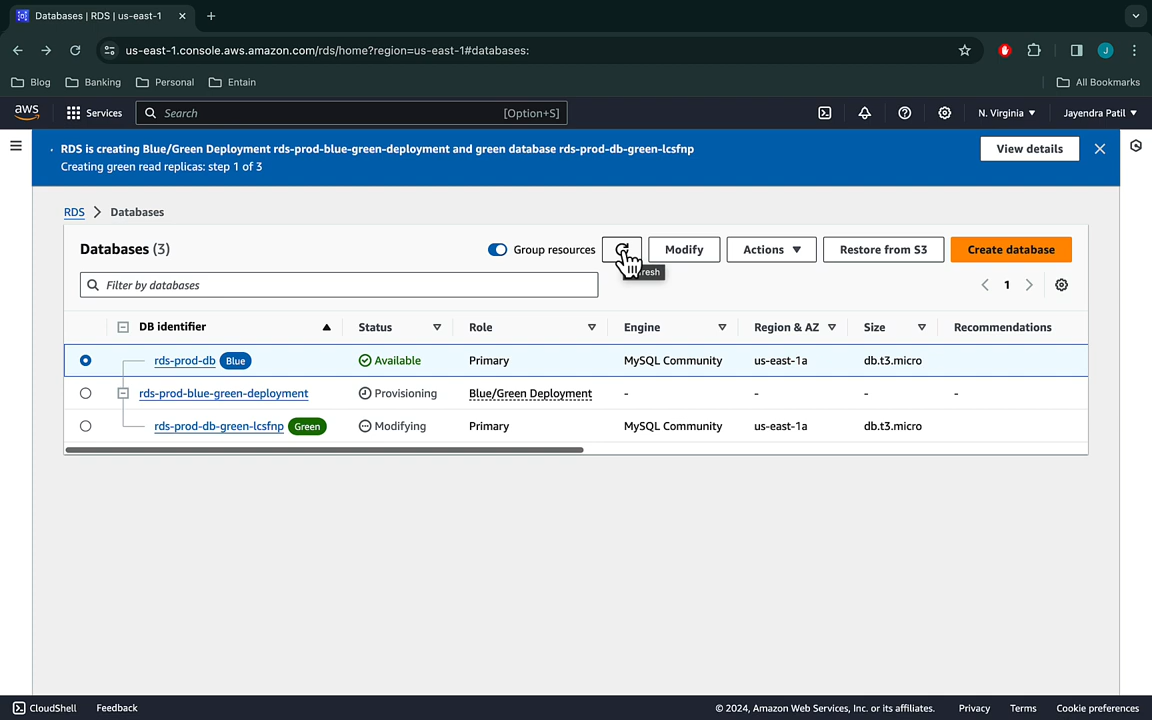 Databases | RDS | us-east-1
us-east-1.console.aws.amazon.com/rds/home?region=us-east-1#databases:
J
Blog Banking Personal Entain All Bookmarks
aws Services Search [Option+S] N. Virginia Jayendra Patil
RDS is creating Blue/Green Deployment rds-prod-blue-green-deployment and green database rds-prod-db-green-lcsfnp
Creating green read replicas: step 1 of 3
View details
RDS Databases
Databases (3) Group resources Modify Actions Restore from S3 Create database
Filter by databases 1
DB identifier Status Role Engine Region & AZ Size Recommendations
rds-prod-db Blue Available Primary MySQL Community us-east-1a db.t3.micro
rds-prod-blue-green-deployment Provisioning Blue/Green Deployment - - - -
rds-prod-db-green-lcsfnp Green Modifying Primary MySQL Community us-east-1a db.t3.micro
CloudShell Feedback © 2024, Amazon Web Services, Inc. or its affiliates. Privacy Terms Cookie preferences